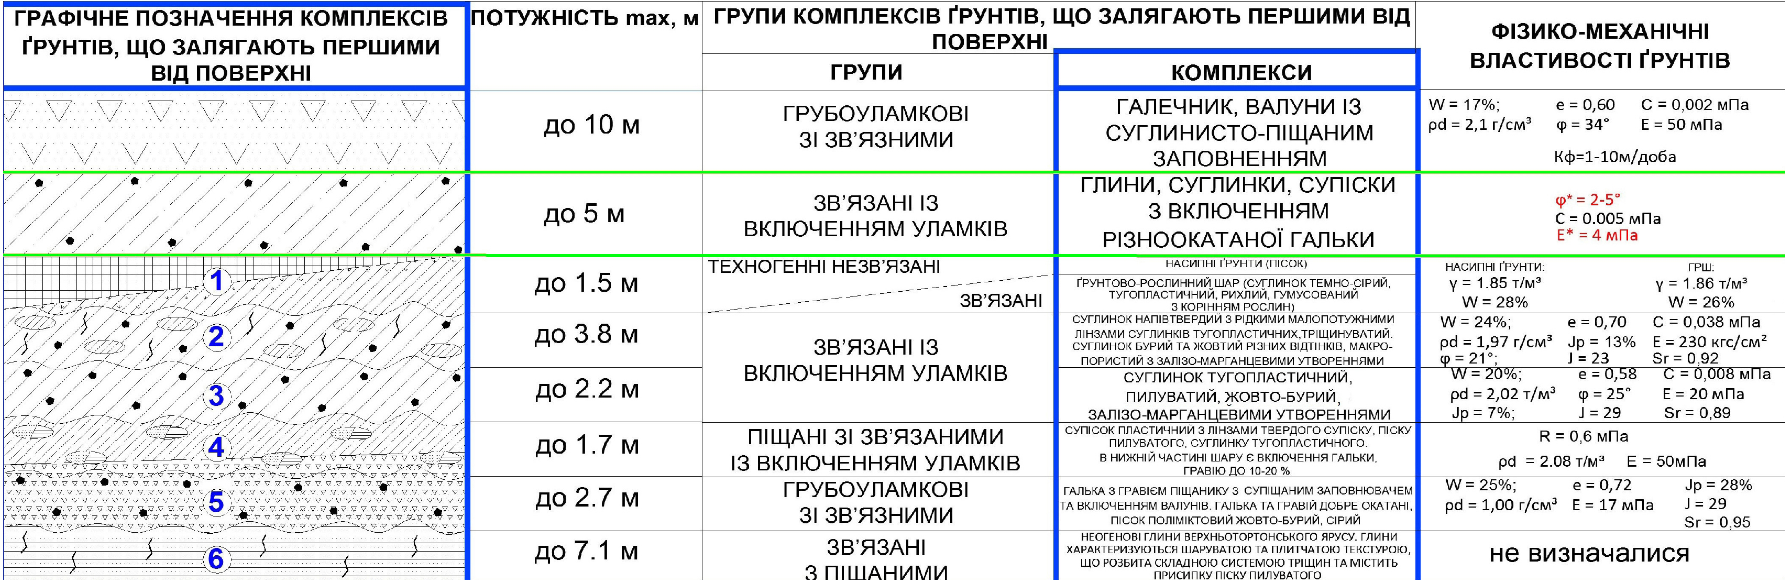 ГРАФІЧНЕ ПОЗНАЧЕННЯ КОМПЛЕКСІВ
ҐРУНТІВ, ЩО ЗАЛЯГАЮТЬ ПЕРШИМИ
ВІД ПОВЕРХНІ
ПОТУЖНІСТЬ max, м
ГРУПИ КОМПЛЕКСІВ ҐРУНТІВ, ЩО ЗАЛЯГАЮТЬ ПЕРШИМИ ВІД
ПОВЕРХНІ
ГРУПИ
КОМПЛЕКСИ
ФІЗИКО-МЕХАНІЧНІ
ВЛАСТИВОСТІ ҐРУНТІВ
до 10 м
ГРУБОУЛАМКОВІ
ЗІ ЗВ'ЯЗНИМИ
ГАЛЕЧНИК, ВАЛУНИ ІЗ
СУГЛИНИСТО-ПІЩАНИМ
ЗАПОВНЕННЯМ
W = 17%; e = 0,60 C = 0,002 мПа
ρd = 2,1 г/см³ φ = 34° E = 50 мПа
Кф=1-10м/доба
до 5 м
ЗВ'ЯЗАНІ ІЗ
ВКЛЮЧЕННЯМ УЛАМКІВ
ГЛИНИ, СУГЛИНКИ, СУПІСКИ
З ВКЛЮЧЕННЯМ
РІЗНООКАТАНОЇ ГАЛЬКИ
φ* = 2-5°
C = 0.005 мПа
E* = 4 мПа
1
до 1.5 м
ТЕХНОГЕННІ НЕЗВ'ЯЗАНІ
ЗВ'ЯЗАНІ
НАСИПНІ ҐРУНТИ (ПІСОК)
ҐРУНТОВО-РОСЛИННИЙ ШАР (СУГЛИНОК ТЕМНО-СІРИЙ,
ТУГОПЛАСТИЧНИЙ, РИХЛИЙ, ГУМУСОВАНИЙ
З КОРІННЯМ РОСЛИН)
НАСИПНІ ҐРУНТИ: ГРШ:
γ = 1.85 т/м³ γ = 1.86 т/м³
W = 28% W = 26%
2
до 3.8 м
ЗВ'ЯЗАНІ ІЗ
ВКЛЮЧЕННЯМ УЛАМКІВ
СУГЛИНОК НАПІВТВЕРДИЙ З РІДКИМИ МАЛОПОТУЖНИМИ
ЛІНЗАМИ СУГЛИНКІВ ТУГОПЛАСТИЧНИХ,ТРІЩИНУВАТИЙ.
СУГЛИНОК БУРИЙ ТА ЖОВТИЙ РІЗНИХ ВІДТІНКІВ, МАКРО-
ПОРИСТИЙ З ЗАЛІЗО-МАРГАНЦЕВИМИ УТВОРЕННЯМИ
W = 24%; e = 0,70 C = 0,038 мПа
ρd = 1,97 г/см³ Jp = 13% E = 230 кгс/см²
φ = 21°; J = 23 Sr = 0,92
3
до 2.2 м
СУГЛИНОК ТУГОПЛАСТИЧНИЙ,
ПИЛУВАТИЙ, ЖОВТО-БУРИЙ,
ЗАЛІЗО-МАРГАНЦЕВИМИ УТВОРЕННЯМИ
W = 20%; e = 0,58 C = 0,008 мПа
ρd = 2,02 т/м³ φ = 25° E = 20 мПа
Jp = 7%; J = 29 Sr = 0,89
4
до 1.7 м
ПІЩАНІ ЗІ ЗВ'ЯЗАНИМИ
ІЗ ВКЛЮЧЕННЯМ УЛАМКІВ
СУПІСОК ПЛАСТИЧНИЙ З ЛІНЗАМИ ТВЕРДОГО СУПІСКУ, ПІСКУ
ПИЛУВАТОГО, СУГЛИНКУ ТУГОПЛАСТИЧНОГО.
В НИЖНІЙ ЧАСТИНІ ШАРУ Є ВКЛЮЧЕННЯ ГАЛЬКИ,
ГРАВІЮ ДО 10-20 %
R = 0,6 мПа
ρd = 2.08 т/м³ E = 50мПа
5
до 2.7 м
ГРУБОУЛАМКОВІ
ЗІ ЗВ'ЯЗНИМИ
ГАЛЬКА З ГРАВІЄМ ПІЩАНИКУ З СУПІЩАНИМ ЗАПОВНЮВАЧЕМ
ТА ВКЛЮЧЕННЯМ ВАЛУНІВ, ГАЛЬКА ТА ГРАВІЙ ДОБРЕ ОКАТАНІ,
ПІСОК ПОЛІМІКТОВИЙ ЖОВТО-БУРИЙ, СІРИЙ
W = 25%; e = 0,72 Jp = 28%
ρd = 1,00 г/см³ E = 17 мПа J = 29
Sr = 0,95
6
до 7.1 м
ЗВ'ЯЗАНІ
З ПІЩАНИМИ
НЕОГЕНОВІ ГЛИНИ ВЕРХНЬОТОРТОНСЬКОГО ЯРУСУ. ГЛИНИ
ХАРАКТЕРИЗУЮТЬСЯ ШАРУВАТОЮ ТА ПЛИТЧАТОЮ ТЕКСТУРОЮ,
ЩО РОЗБИТА СКЛАДНОЮ СИСТЕМОЮ ТРІЩИН ТА МІСТИТЬ
ПРИСИПКУ ПІСКУ ПИЛУВАТОГО
не визначалися